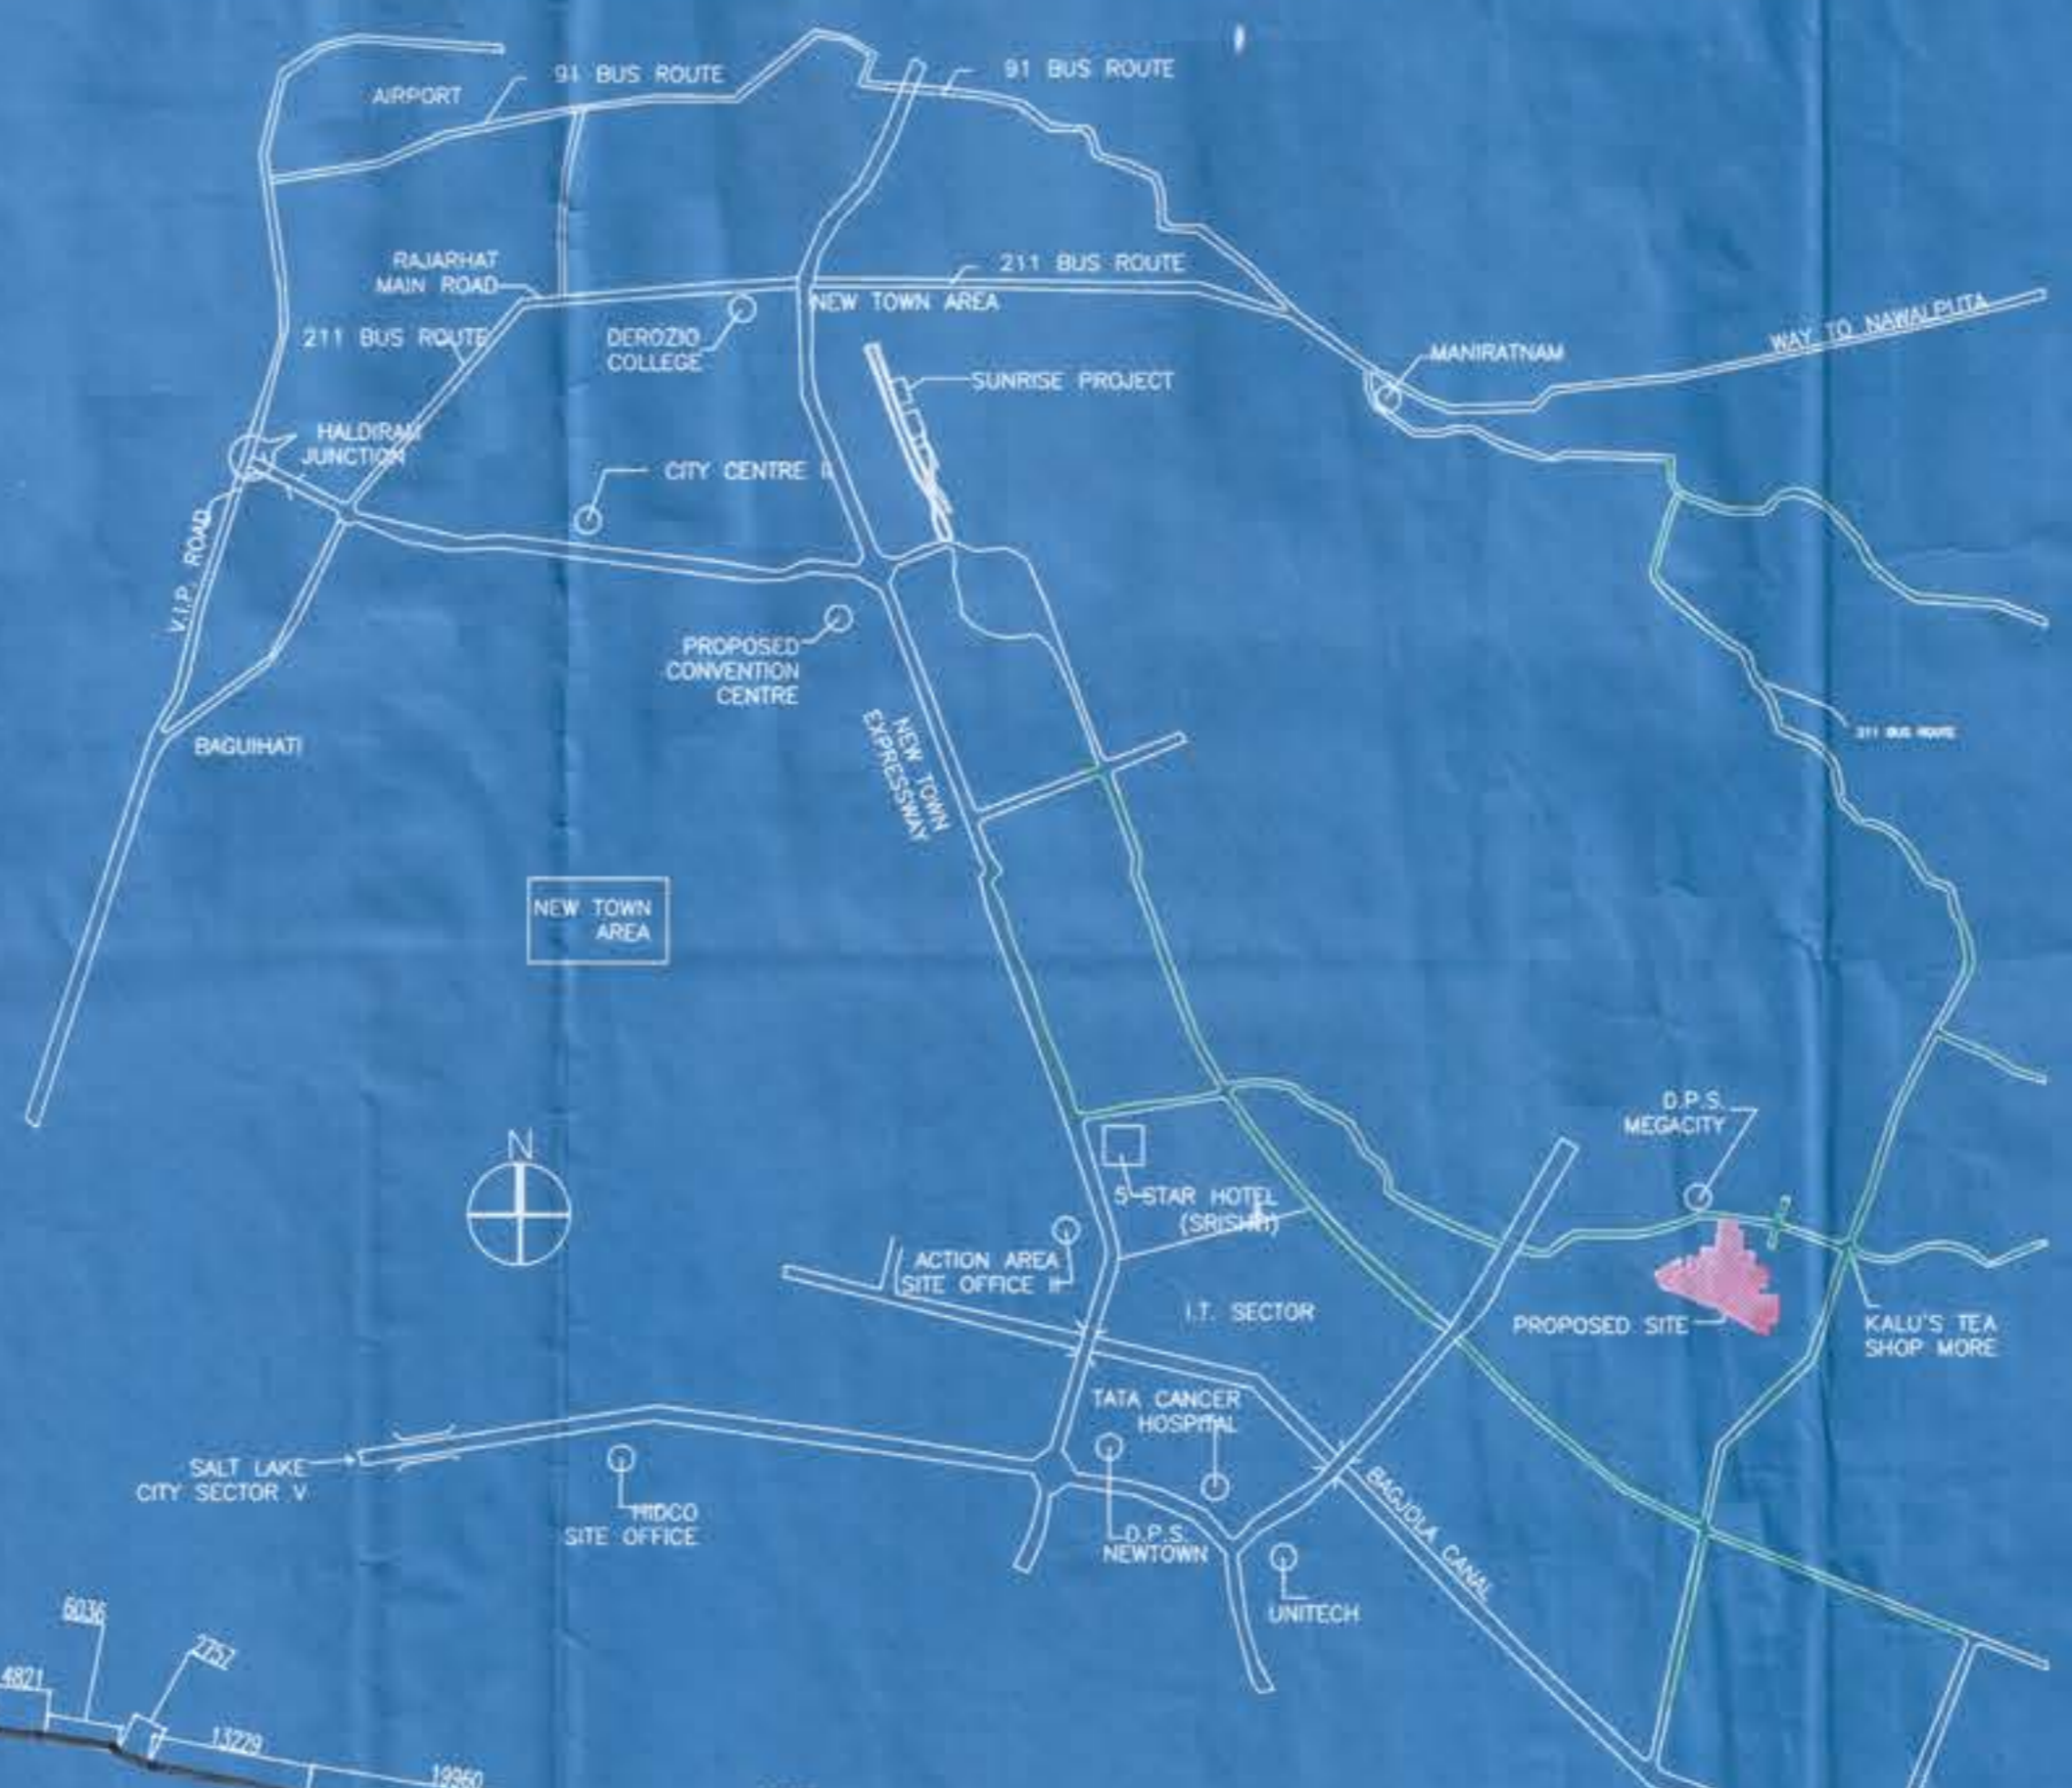 91 BUS ROUTE
91 BUS ROUTE
AIRPORT
RAJARHAT
MAIN ROAD
211 BUS ROUTE
NEW TOWN AREA
211 BUS ROUTE
DEROZIO
COLLEGE
SUNRISE PROJECT
MANIRATNAM
WAY TO NAWALPUTA
HALDIRAM
JUNCTION
CITY CENTRE II
V.I.P. ROAD
PROPOSED
CONVENTION
CENTRE
BAGUIHATI
NEW TOWN
EXPRESSWAY
211 BUS ROUTE
NEW TOWN
AREA
N
D.P.S.
MEGACITY
5-STAR HOTEL
(SRISHTI)
ACTION AREA
SITE OFFICE II
I.T. SECTOR
PROPOSED SITE
KALU'S TEA
SHOP MORE
TATA CANCER
HOSPITAL
SALT LAKE
CITY SECTOR V
HIDCO
SITE OFFICE
D.P.S.
NEWTOWN
BAGJOLA CANAL
UNITECH
6036
2757
4821
13229
19960